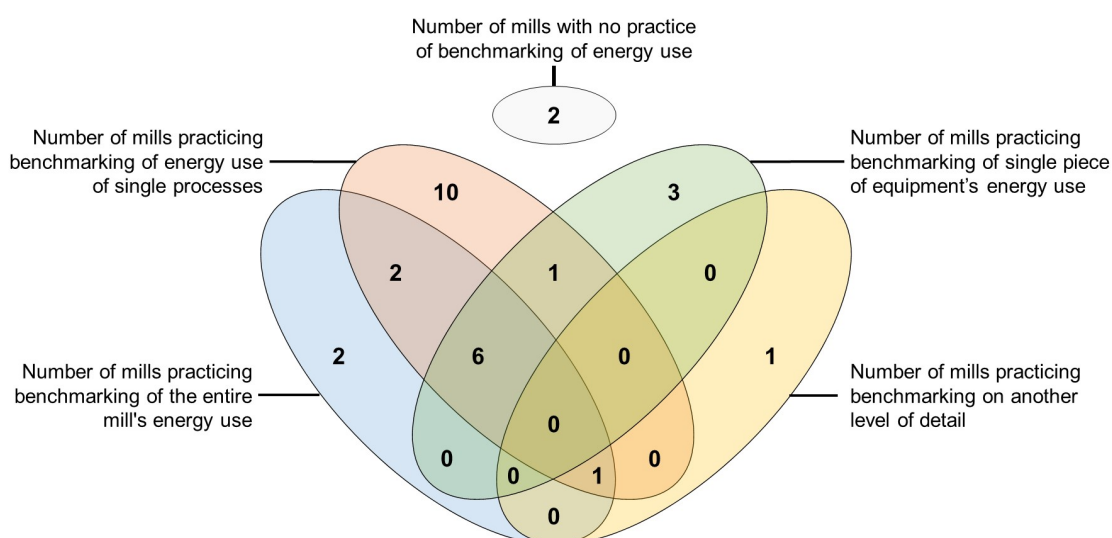 Number of mills with no practice
of benchmarking of energy use
2
Number of mills practicing
benchmarking of energy use
of single processes
Number of mills practicing
benchmarking of single piece
of equipment's energy use
10
3
2
1
0
2
6
0
1
Number of mills practicing
benchmarking of the entire
mill's energy use
Number of mills practicing
benchmarking on another
level of detail
0
0
0
0
1
0